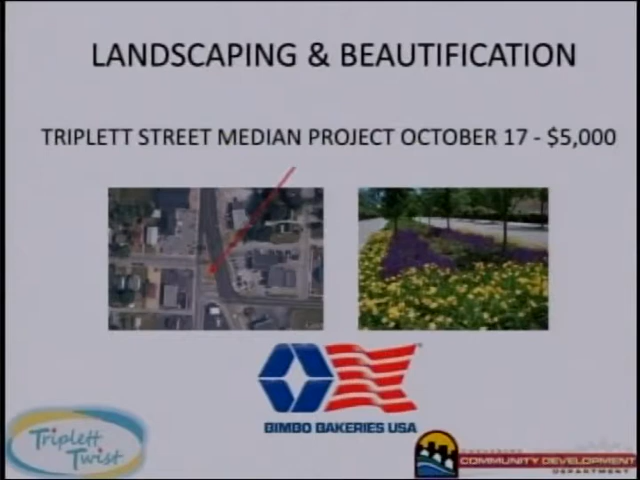 LANDSCAPING & BEAUTIFICATION
TRIPLETT STREET MEDIAN PROJECT OCTOBER 17 - $5,000
BIMBO BAKERIES USA
Triplett
Twist
COMMUNITY DEVELOPMENT
DEPARTMENT